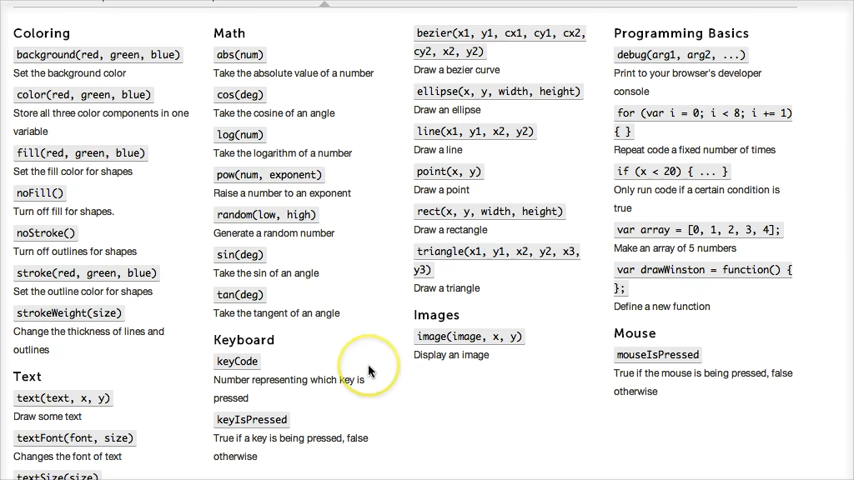 Coloring
background(red, green, blue)
Set the background color
color(red, green, blue)
Store all three color components in one
variable
fill(red, green, blue)
Set the fill color for shapes
noFill()
Turn off fill for shapes.
noStroke()
Turn off outlines for shapes
stroke(red, green, blue)
Set the outline color for shapes
strokeWeight(size)
Change the thickness of lines and
outlines
Text
text(text, x, y)
Draw some text
textFont(font, size)
Changes the font of text
textSize(size)
Math
abs(num)
Take the absolute value of a number
cos(deg)
Take the cosine of an angle
log(num)
Take the logarithm of a number
pow(num, exponent)
Raise a number to an exponent
random(low, high)
Generate a random number
sin(deg)
Take the sin of an angle
tan(deg)
Take the tangent of an angle
Keyboard
keyCode
Number representing which key is
pressed
keyIsPressed
True if a key is being pressed, false
otherwise
bezier(x1, y1, cx1, cy1, cx2,
cy2, x2, y2)
Draw a bezier curve
ellipse(x, y, width, height)
Draw an ellipse
line(x1, y1, x2, y2)
Draw a line
point(x, y)
Draw a point
rect(x, y, width, height)
Draw a rectangle
triangle(x1, y1, x2, y2, x3,
y3)
Draw a triangle
Images
image(image, x, y)
Display an image
Programming Basics
debug(arg1, arg2, ...)
Print to your browser's developer
console
for (var i = 0; i < 8; i += 1)
{ }
Repeat code a fixed number of times
if (x < 20) { ... }
Only run code if a certain condition is
true
var array = [0, 1, 2, 3, 4];
Make an array of 5 numbers
var drawWinston = function() {
};
Define a new function
Mouse
mouseIsPressed
True if the mouse is being pressed, false
otherwise